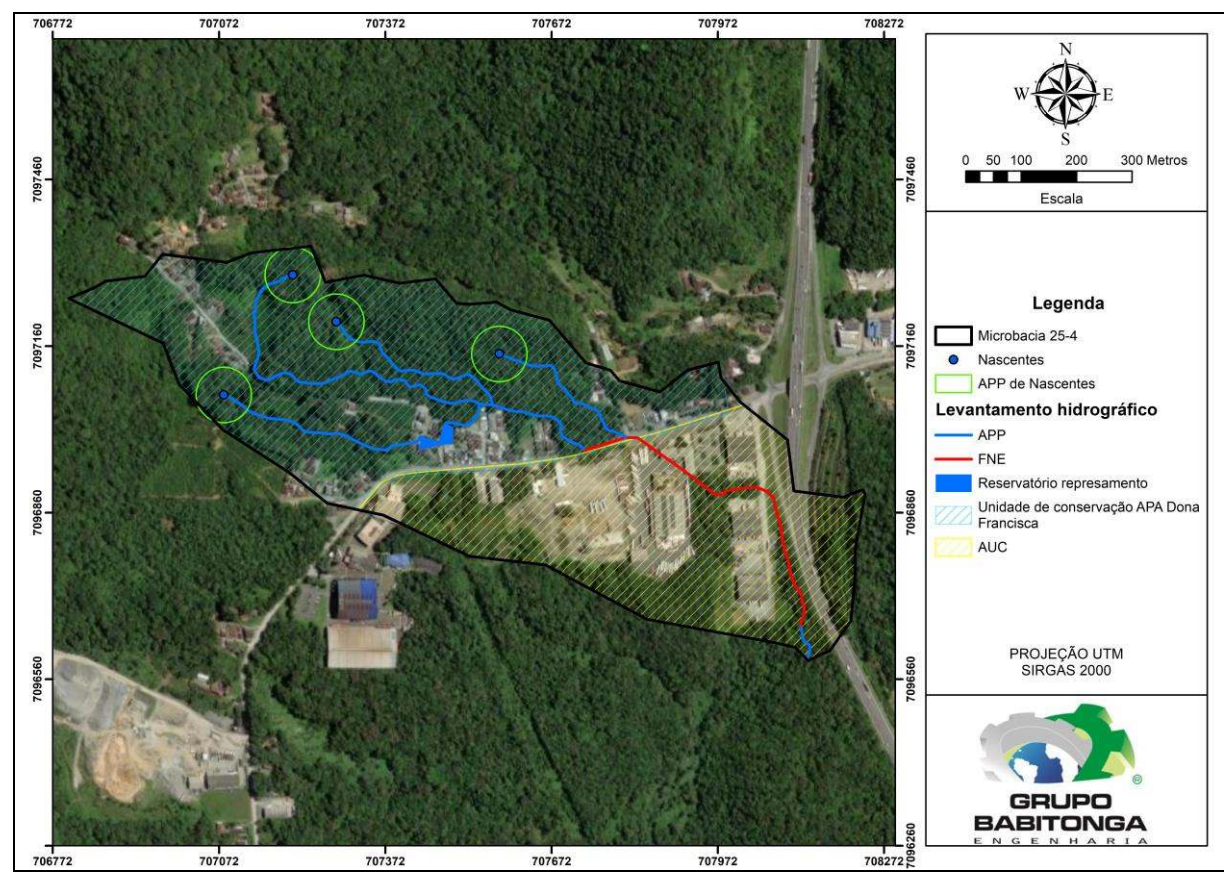 706772 707072 707372 707672 707972 708272
7097460
7097160
7096860
7096560
7096260
706772 707072 707372 707672 707972 708272
7097460
7097160
7096860
7096560
7096260
N
W E
S
0 50 100 200 300 Metros
Escala
Legenda
Microbacia 25-4
Nascentes
APP de Nascentes
Levantamento hidrográfico
APP
FNE
Reservatório represamento
Unidade de conservação APA Dona
Francisca
AUC
PROJEÇÃO UTM
SIRGAS 2000
®
GRUPO
BABITONGA
ENGENHARIA